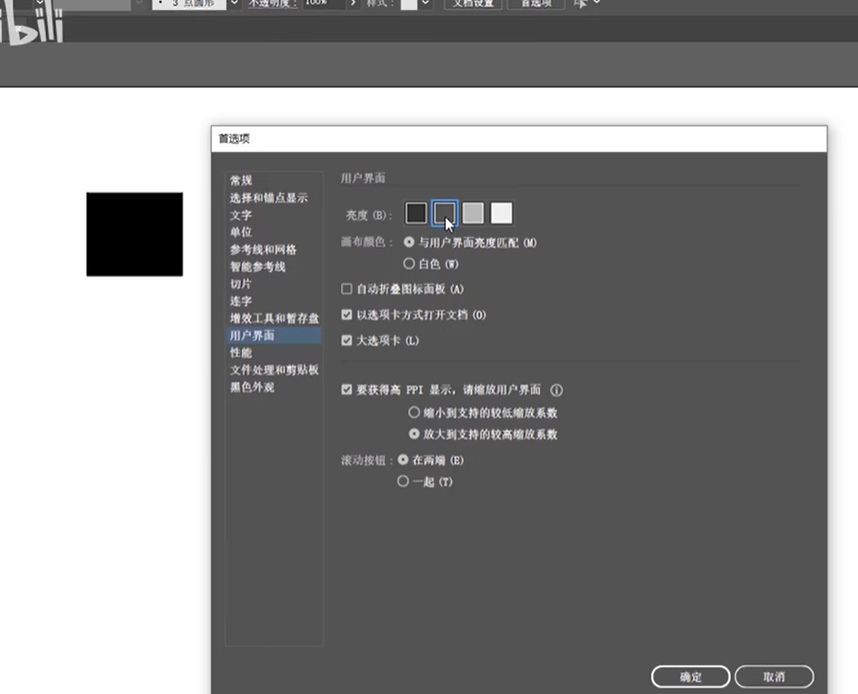 3 点圆形 不透明度: 100% 样式: 文档设置 首选项
bili
首选项
常规
选择和锚点显示
文字
单位
参考线和网格
智能参考线
切片
连字
增效工具和暂存盘
用户界面
性能
文件处理和剪贴板
黑色外观
用户界面
亮度 (B):
画布颜色: 与用户界面亮度匹配 (M)
白色 (W)
自动折叠图标面板 (A)
以选项卡方式打开文档 (O)
大选项卡 (L)
要获得高 PPI 显示，请缩放用户界面
缩小到支持的较低缩放系数
放大到支持的较高缩放系数
滚动按钮: 在两端 (E)
一起 (T)
确定 取消